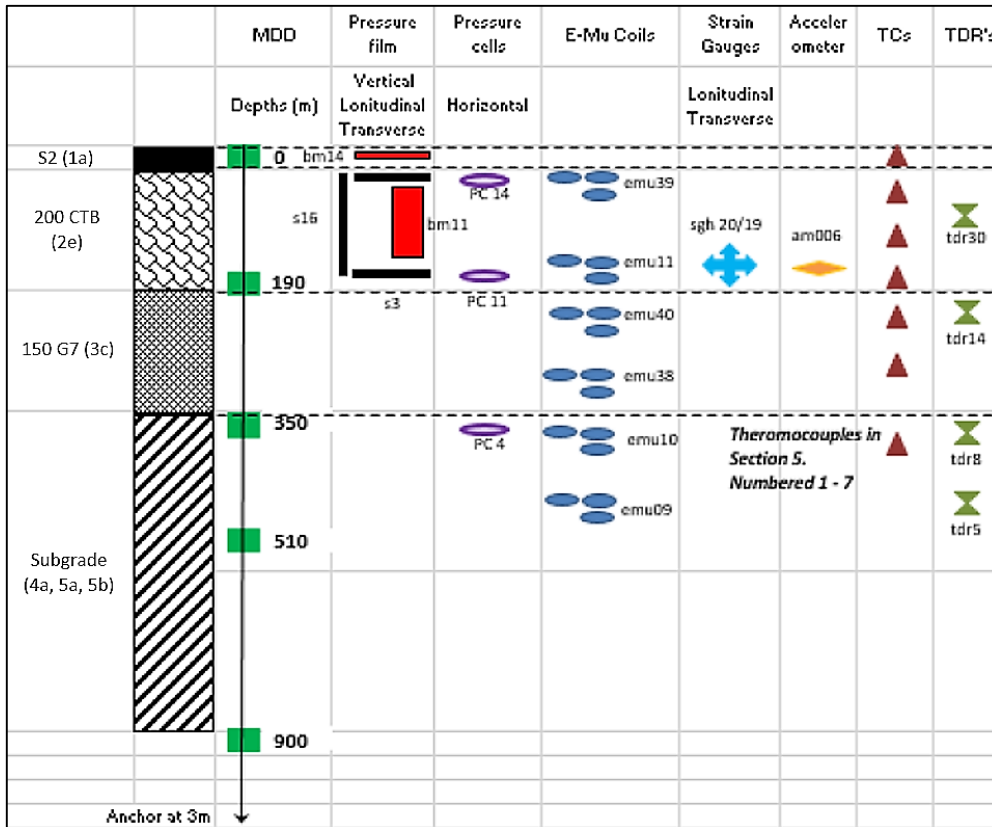 MDD
Pressure film
Pressure cells
E-Mu Coils
Strain Gauges
Acceler ometer
TCs
TDR's
Depths (m)
Vertical Lonitudinal Transverse
Horizontal
Lonitudinal Transverse
S2 (1a)
0
bm14
200 CTB (2e)
s16
bm11
PC 14
emu39
sgh 20/19
am006
tdr30
190
s3
PC 11
emu11
150 G7 (3c)
emu40
tdr14
emu38
350
PC 4
emu10
Theromocouples in
Section 5.
Numbered 1 - 7
tdr8
emu09
tdr5
510
Subgrade
(4a, 5a, 5b)
900
Anchor at 3m